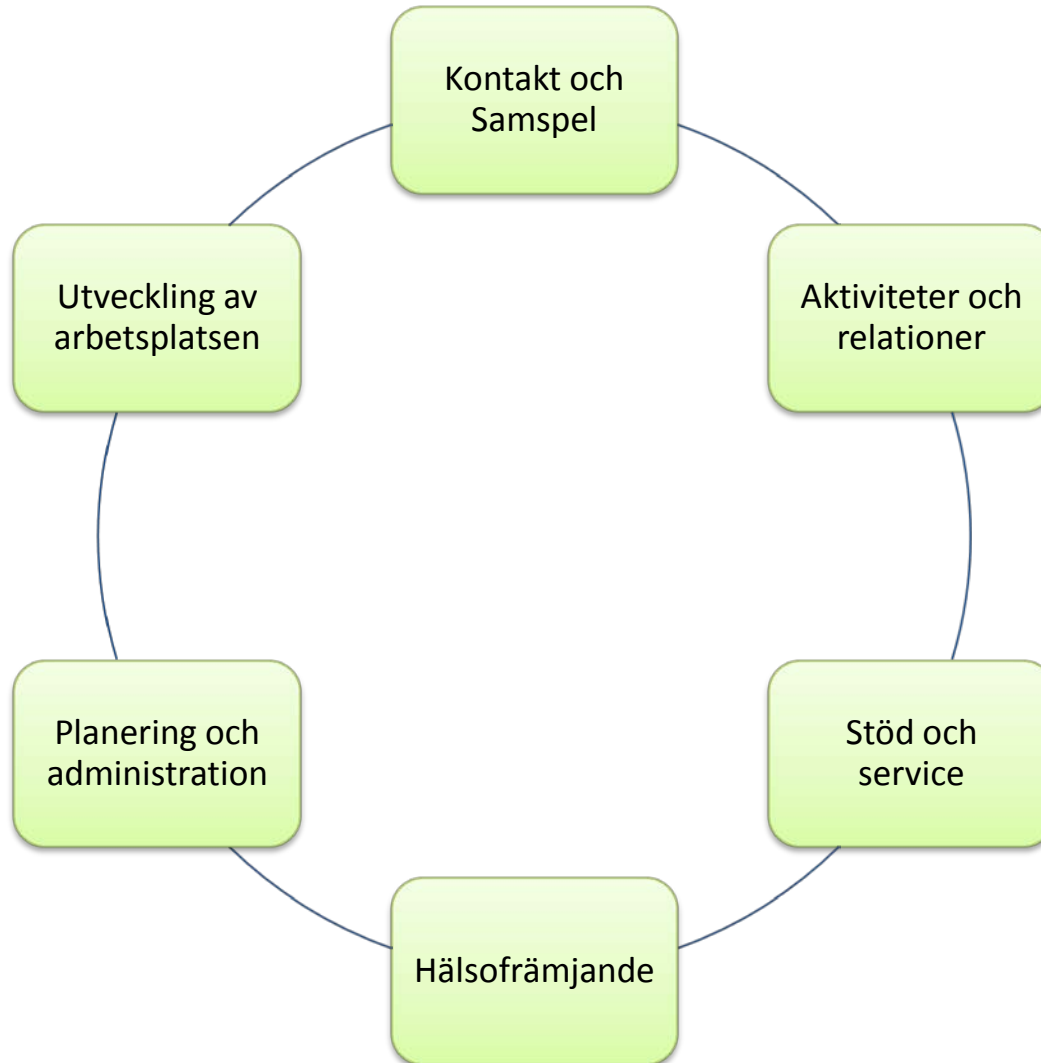 Kontakt och
Samspel
Aktiviteter och
relationer
Stöd och
service
Hälsofrämjande
Planering och
administration
Utveckling av
arbetsplatsen